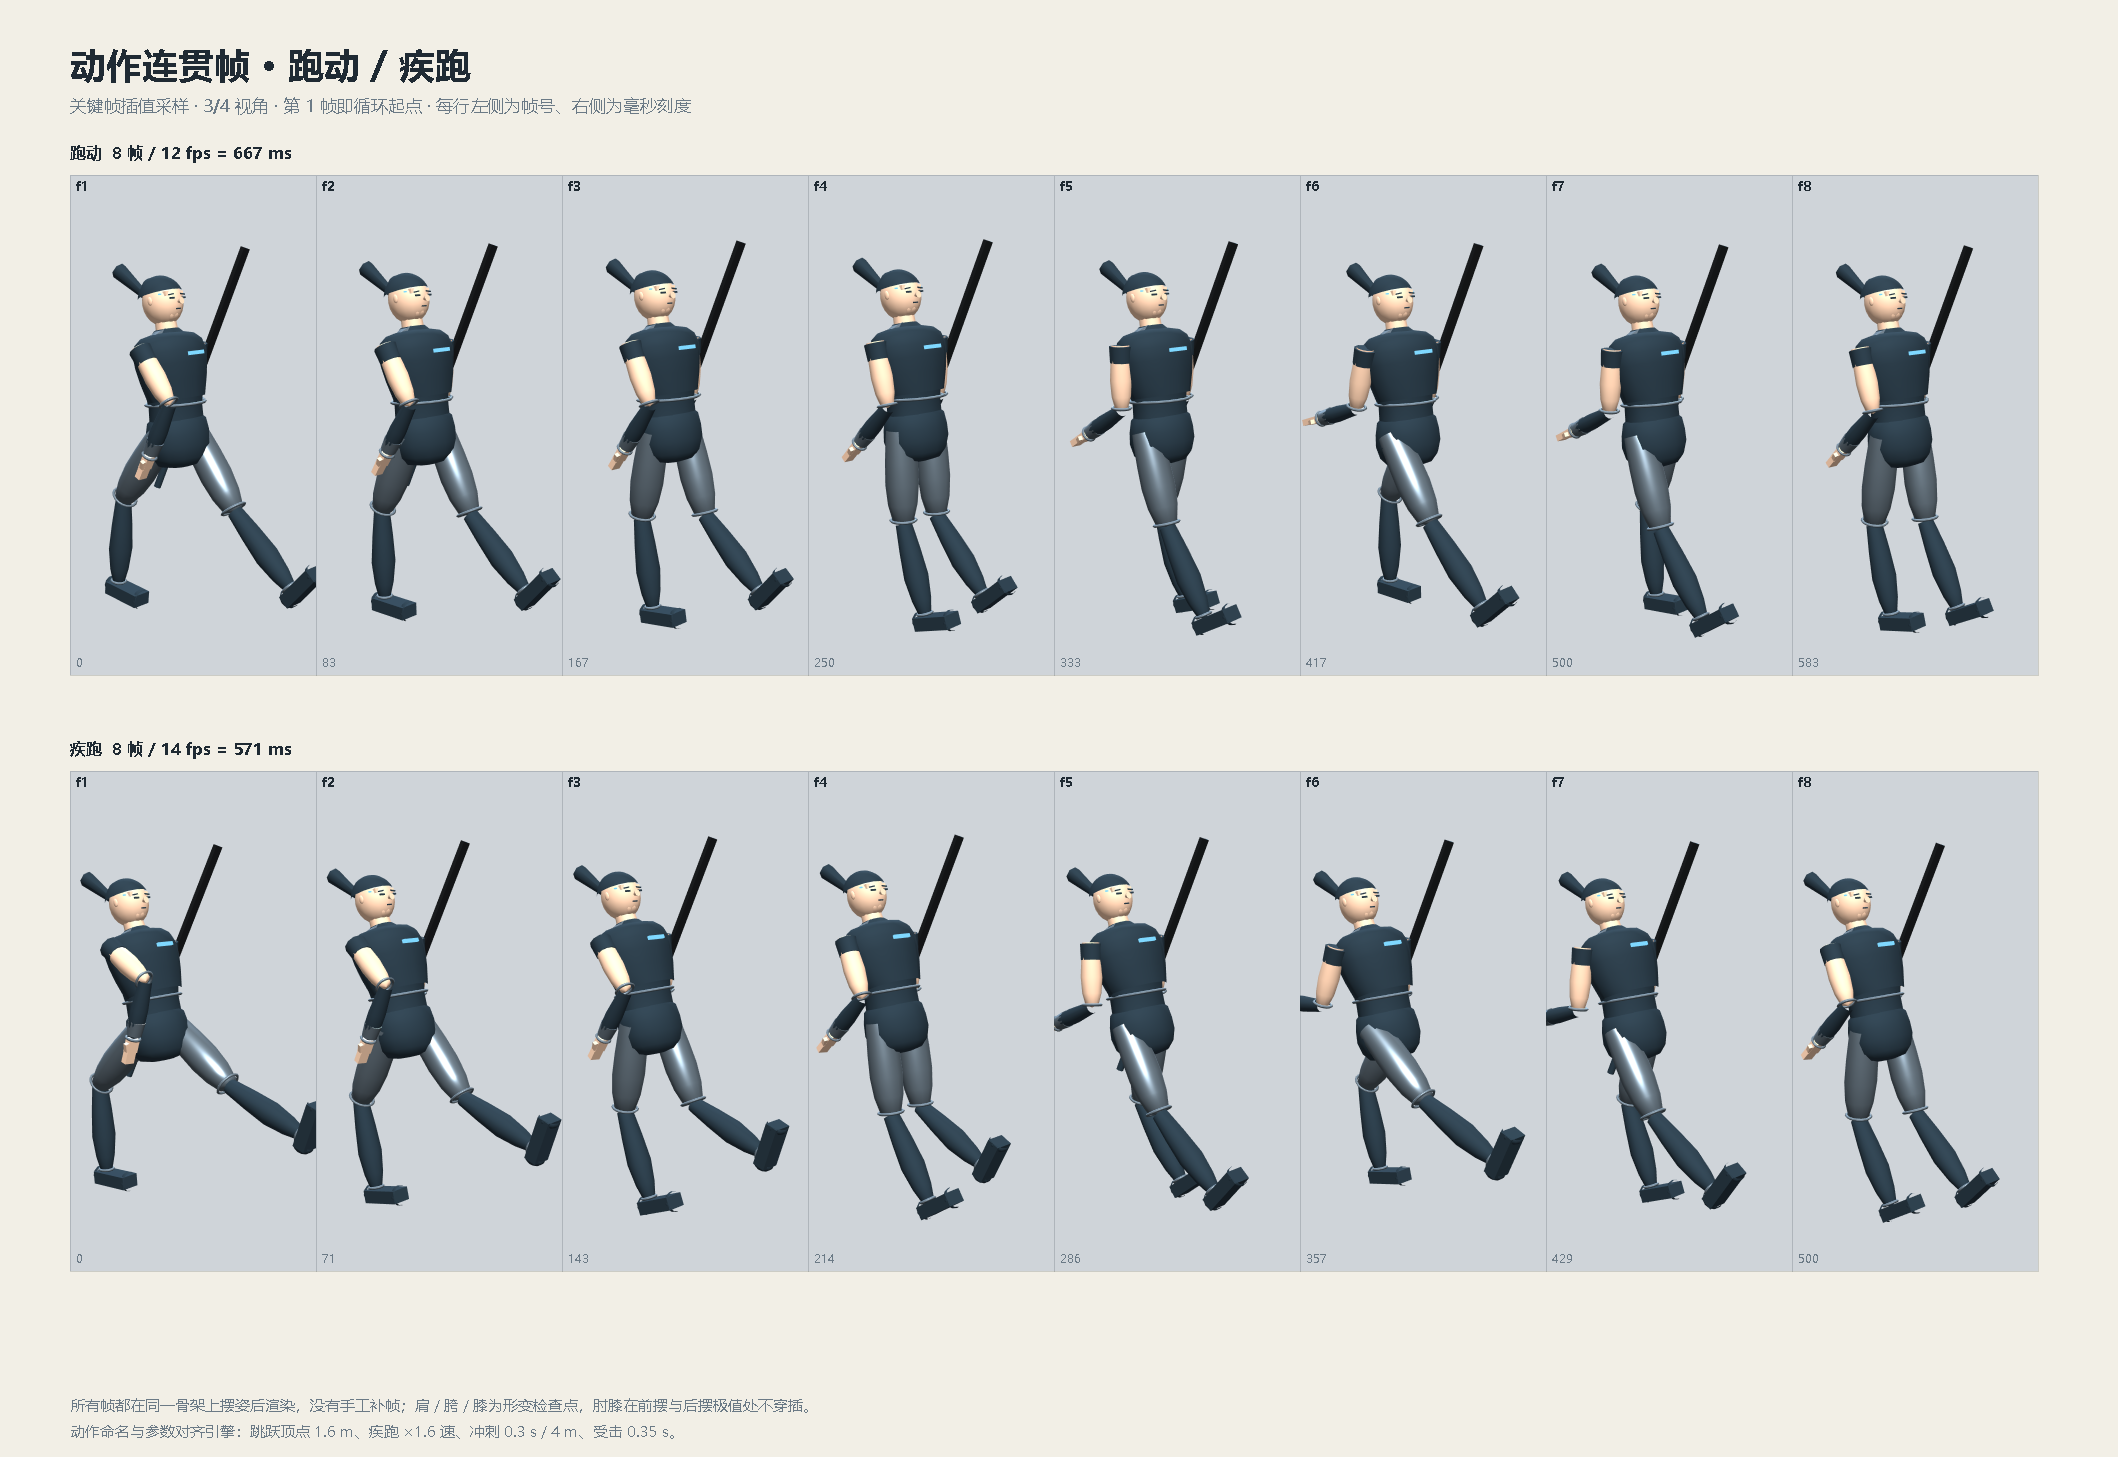 动作连贯帧・跑动 / 疾跑
关键帧插值采样 · 3/4 视角 · 第 1 帧即循环起点 · 每行左侧为帧号、右侧为毫秒刻度
跑动 8 帧 / 12 fps = 667 ms
f1 f2 f3 f4 f5 f6 f7 f8
0 83 167 250 333 417 500 583
疾跑 8 帧 / 14 fps = 571 ms
f1 f2 f3 f4 f5 f6 f7 f8
0 71 143 214 286 357 429 500
所有帧都在同一骨架上摆姿后渲染，没有手工补帧；肩 / 胯 / 膝为形变检查点，肘膝在前摆与后摆极值处不穿插。
动作命名与参数对齐引擎：跳跃顶点 1.6 m、疾跑 ×1.6 速、冲刺 0.3 s / 4 m、受击 0.35 s。